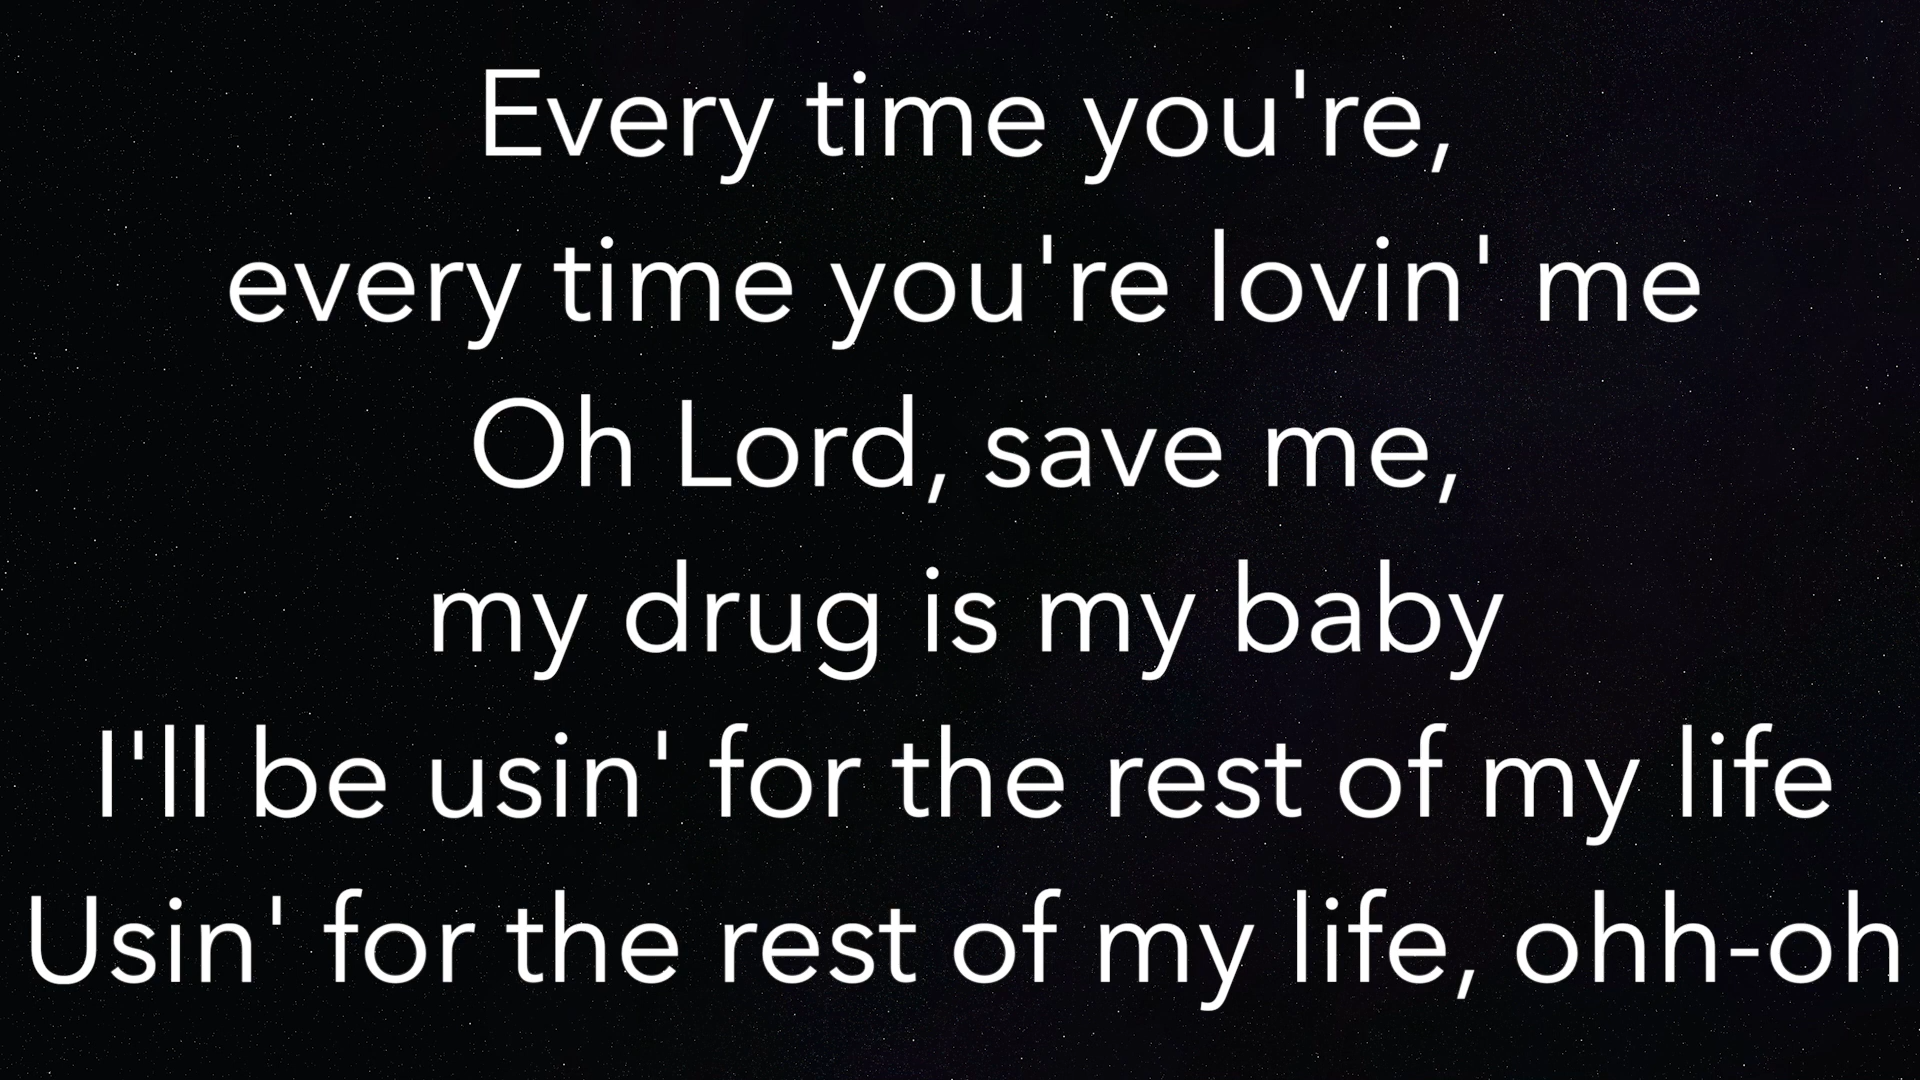 Every time you're,
every time you're lovin' me
Oh Lord, save me,
my drug is my baby
I'll be usin' for the rest of my life
Usin' for the rest of my life, ohh-oh